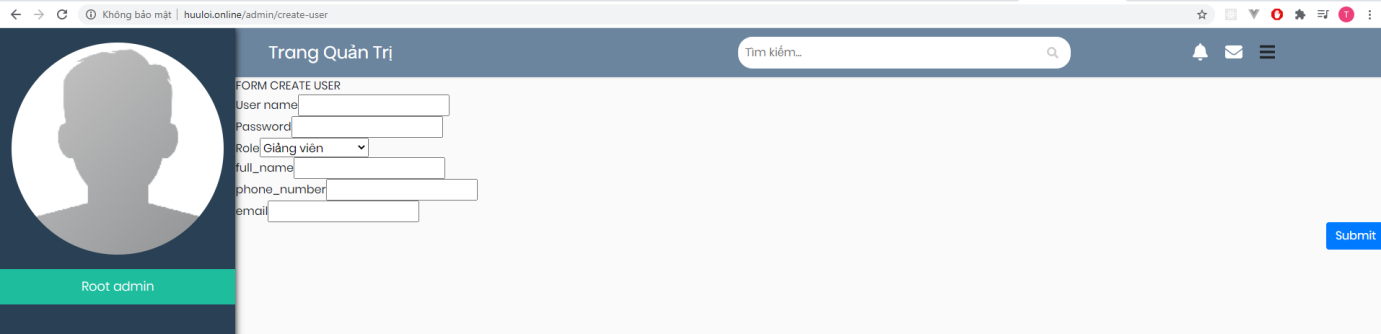 Không bảo mật | huuloi.online/admin/create-user
T
Trang Quản Trị
Tìm kiếm...
FORM CREATE USER
User name
Password
Role Giảng viên
full_name
phone_number
email
Submit
Root admin